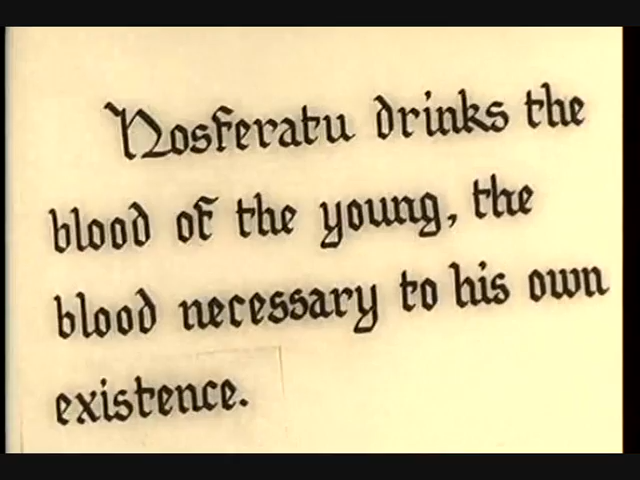 Nosferatu drinks the
blood of the young, the
blood necessary to his own
existence.